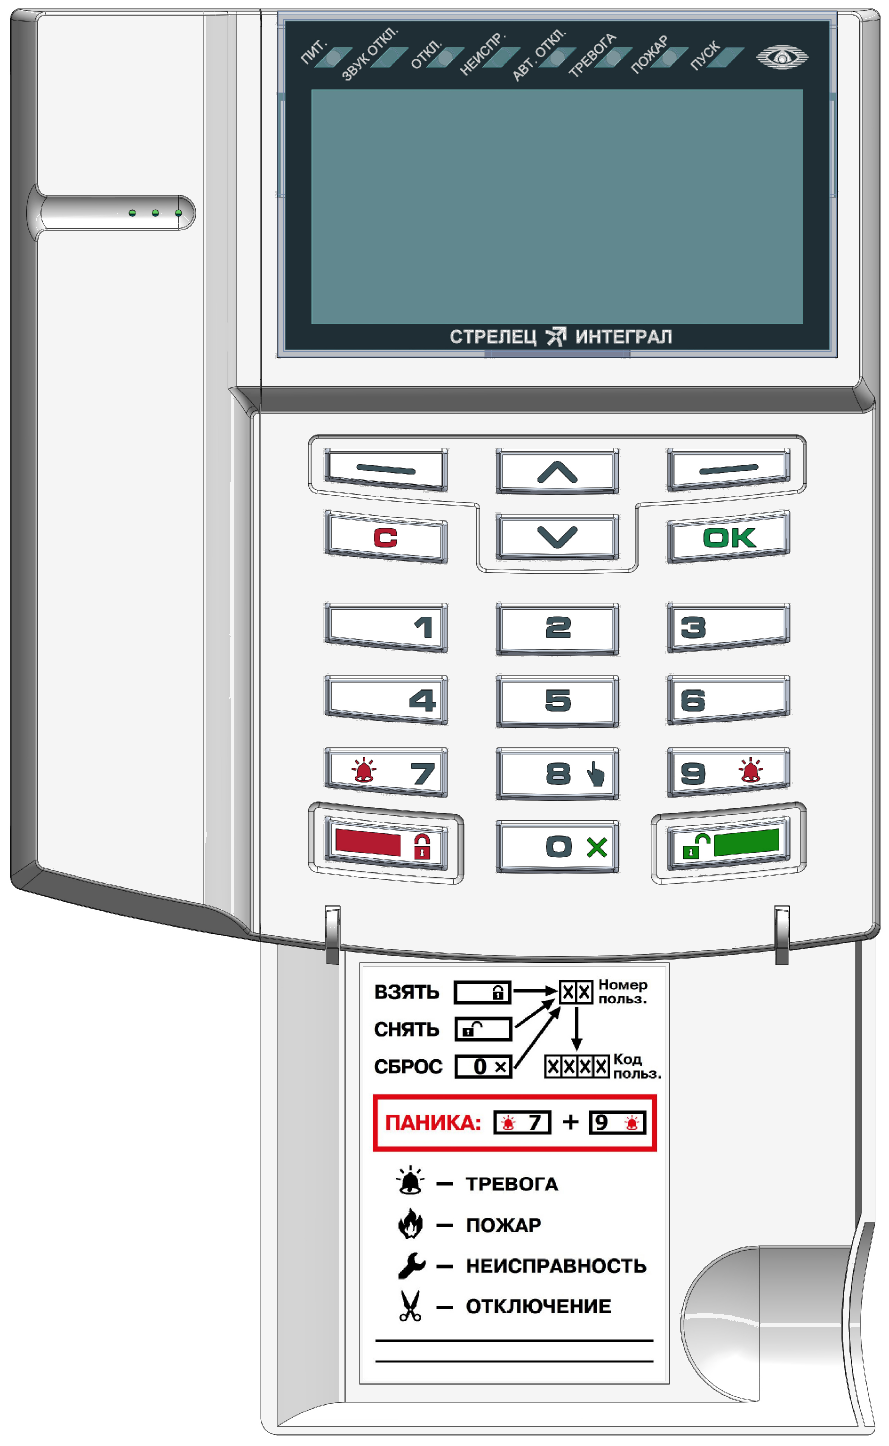 ПИТ.
ЗВУК ОТКЛ.
ОТКЛ.
НЕИСПР.
АВТ. ОТКЛ.
ТРЕВОГА
ПОЖАР
ПУСК
СТРЕЛЕЦ ИНТЕГРАЛ
C OK
1 2 3
4 5 6
7 8 9
0 ×
ВЗЯТЬ XX Номер
польз.
СНЯТЬ
СБРОС 0 × XXXX Код
польз.
ПАНИКА: 7 + 9
– ТРЕВОГА
– ПОЖАР
– НЕИСПРАВНОСТЬ
– ОТКЛЮЧЕНИЕ